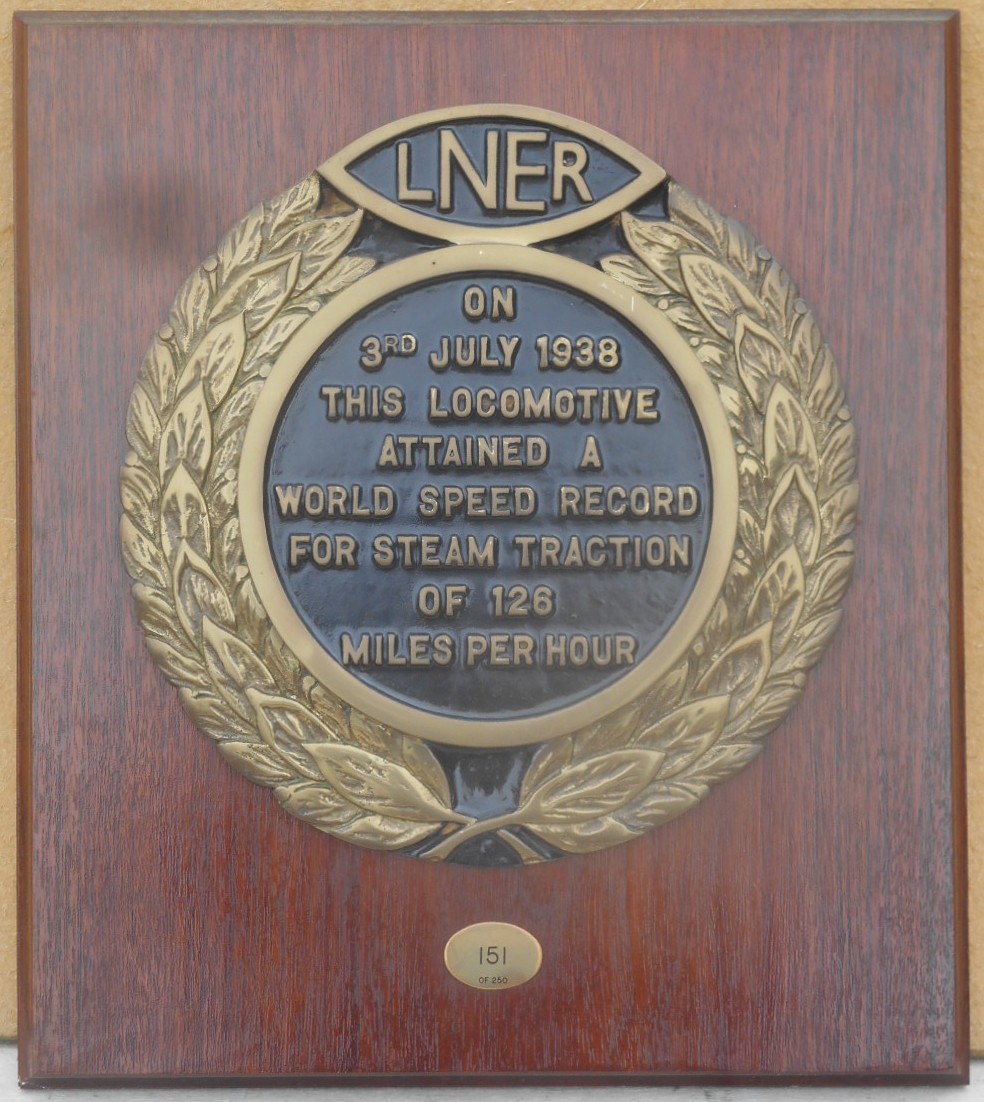 LNER
ON
3RD JULY 1938
THIS LOCOMOTIVE
ATTAINED A
WORLD SPEED RECORD
FOR STEAM TRACTION
OF 126
MILES PER HOUR
151
OF 250